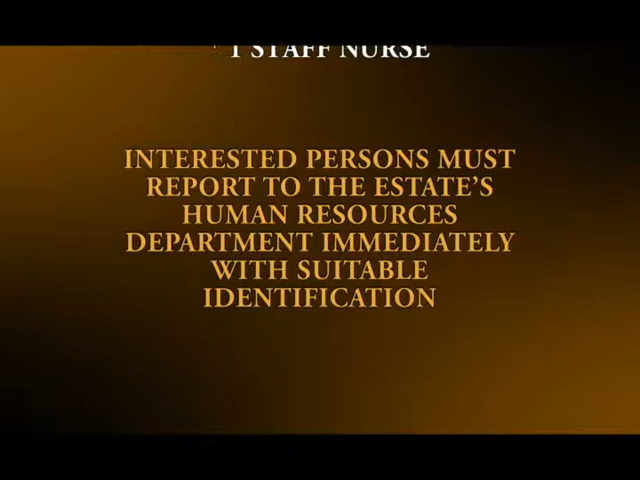 1 STAFF NURSE
INTERESTED PERSONS MUST
REPORT TO THE ESTATE'S
HUMAN RESOURCES
DEPARTMENT IMMEDIATELY
WITH SUITABLE
IDENTIFICATION